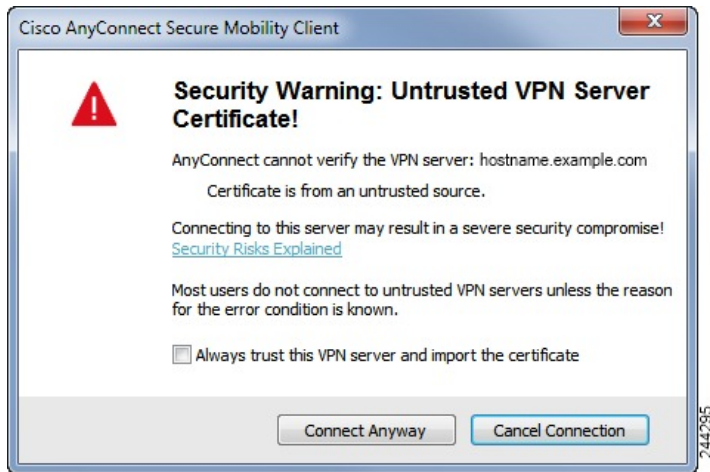 Cisco AnyConnect Secure Mobility Client
Security Warning: Untrusted VPN Server
Certificate!
AnyConnect cannot verify the VPN server: hostname.example.com
Certificate is from an untrusted source.
Connecting to this server may result in a severe security compromise!
Security Risks Explained
Most users do not connect to untrusted VPN servers unless the reason
for the error condition is known.
Always trust this VPN server and import the certificate
Connect Anyway
Cancel Connection
244295